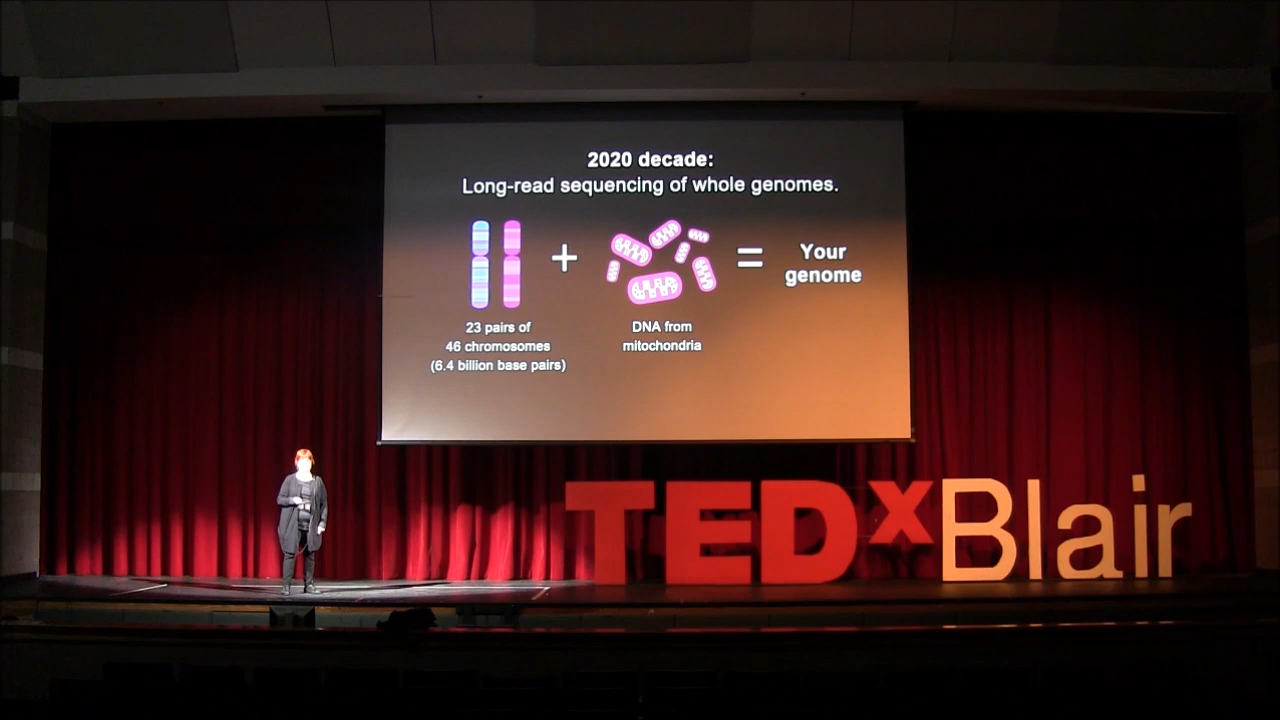 2020 decade:
Long-read sequencing of whole genomes.
+
=
Your
genome
23 pairs of
46 chromosomes
(6.4 billion base pairs)
DNA from
mitochondria
TEDxBlair